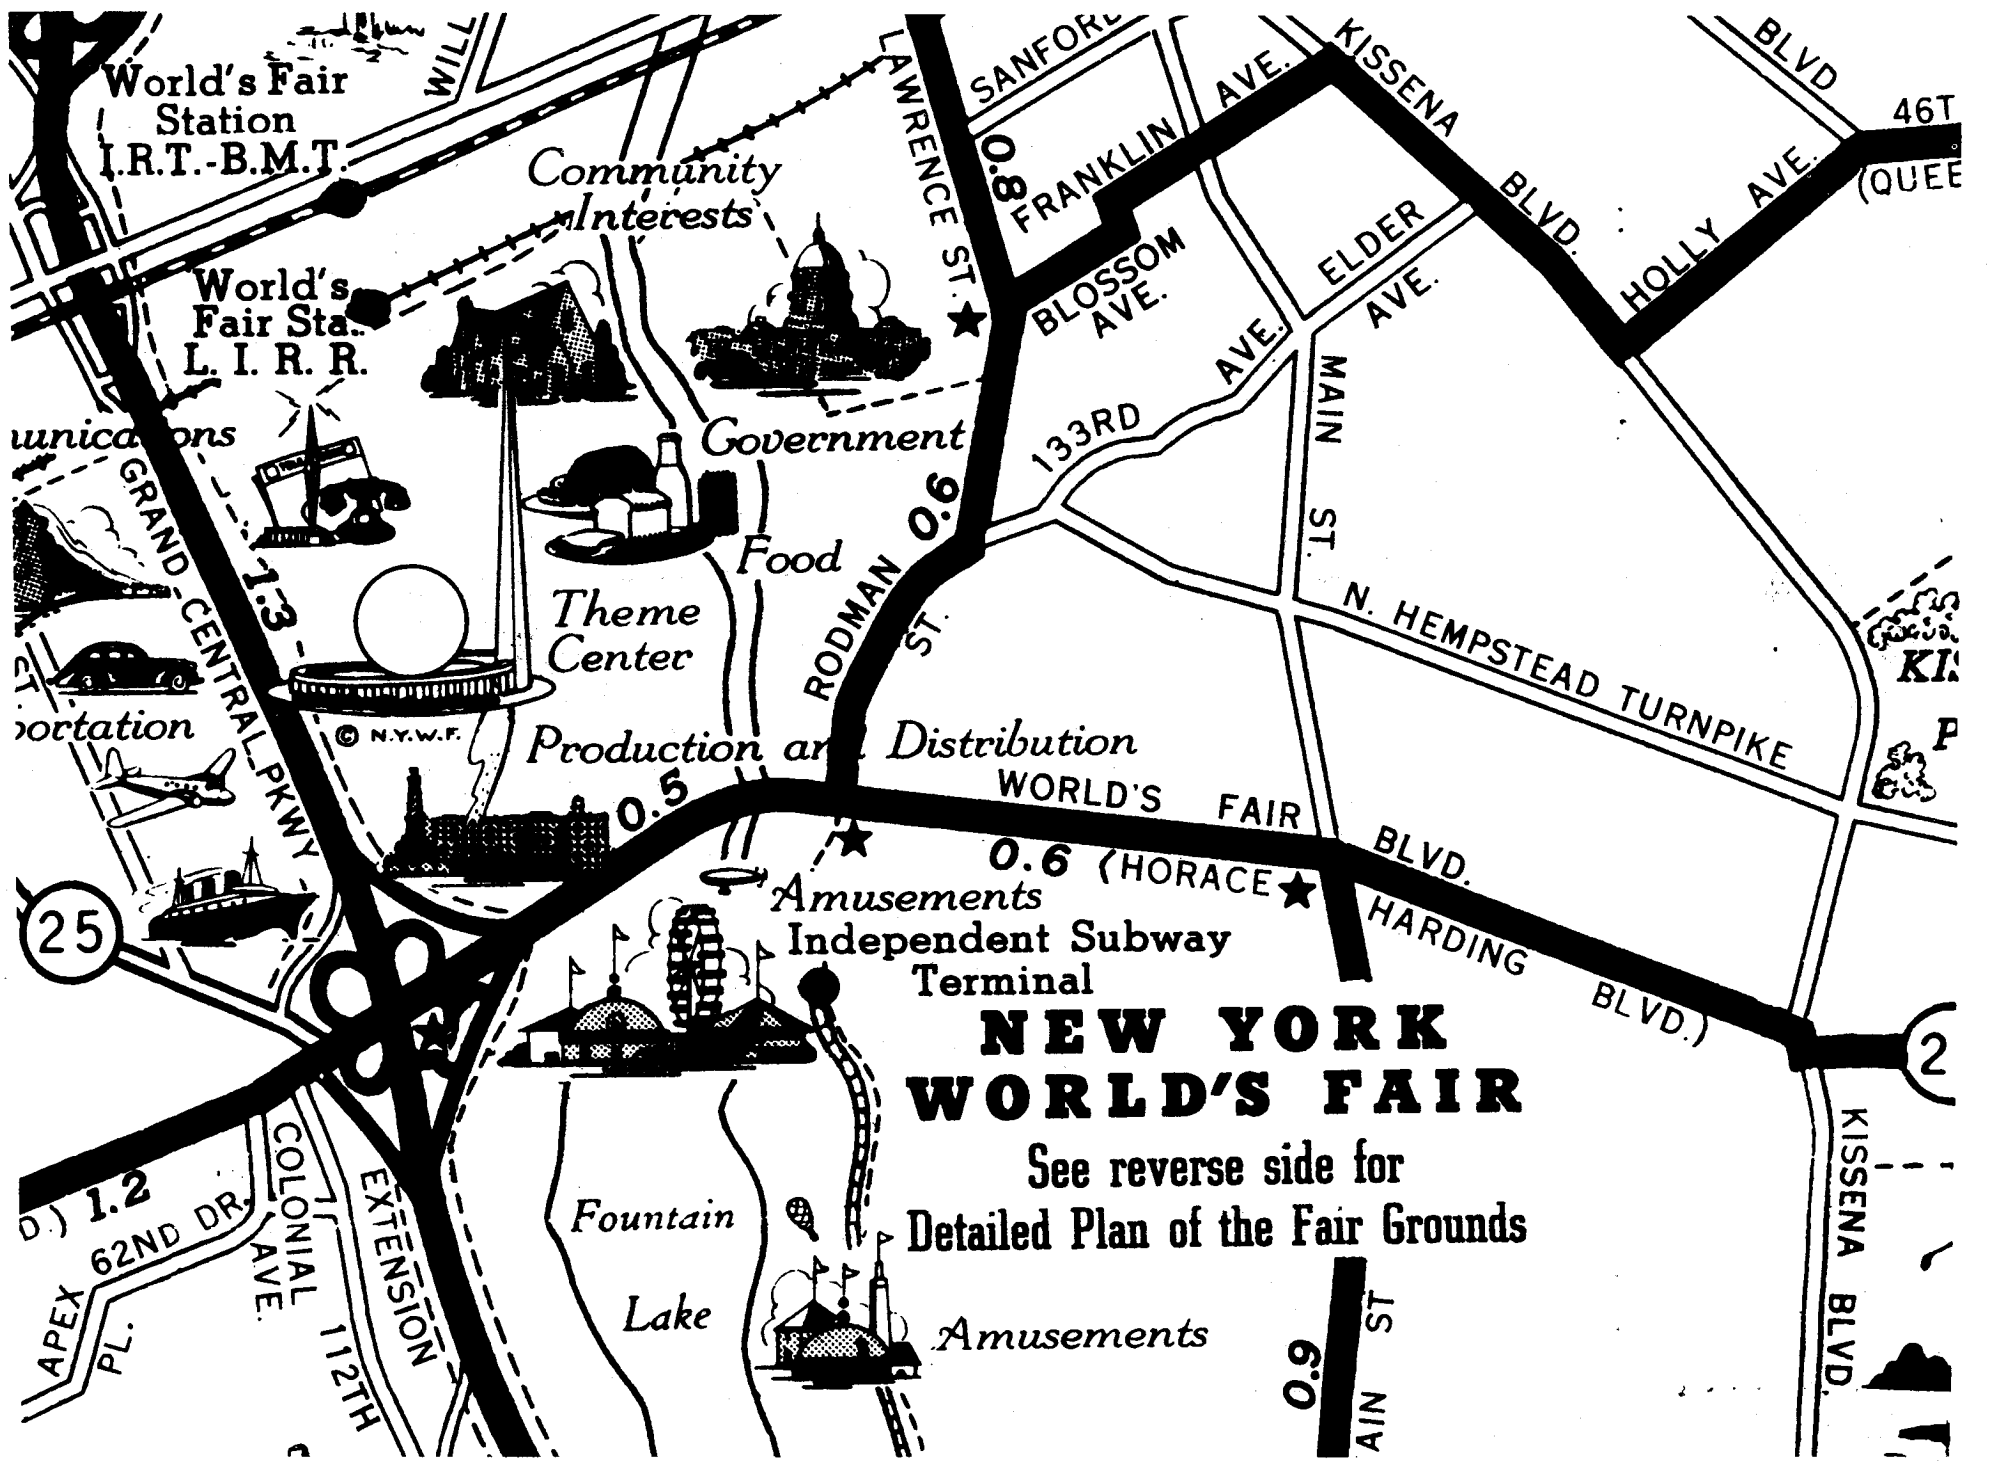 WILL
World's Fair
Station
I.R.T.-B.M.T.
LAWRENCE ST.
SANFORD
0.8
FRANKLIN AVE.
KISSENA BLVD.
BLVD
46T
(QUEE
HOLLY AVE.
Community
Interests
World's
Fair Sta.
L. I. R. R.
BLOSSOM
AVE.
ELDER
AVE.
133RD AVE.
MAIN ST.
unications
Government
GRAND CENTRAL PKWY
1.3
Food
RODMAN ST.
0.6
Theme
Center
N. HEMPSTEAD TURNPIKE
KIS
P
ST.
portation
© N.Y.W.F.
Production and Distribution
0.5
WORLD'S FAIR BLVD.
0.6
(HORACE HARDING BLVD.)
25
Amusements
Independent Subway
Terminal
NEW YORK
WORLD'S FAIR
See reverse side for
Detailed Plan of the Fair Grounds
2
D.) 1.2
62ND DR.
APEX
PL.
COLONIAL
AVE.
EXTENSION
112TH
Fountain
Lake
Amusements
0.9
AIN ST
KISSENA BLVD.